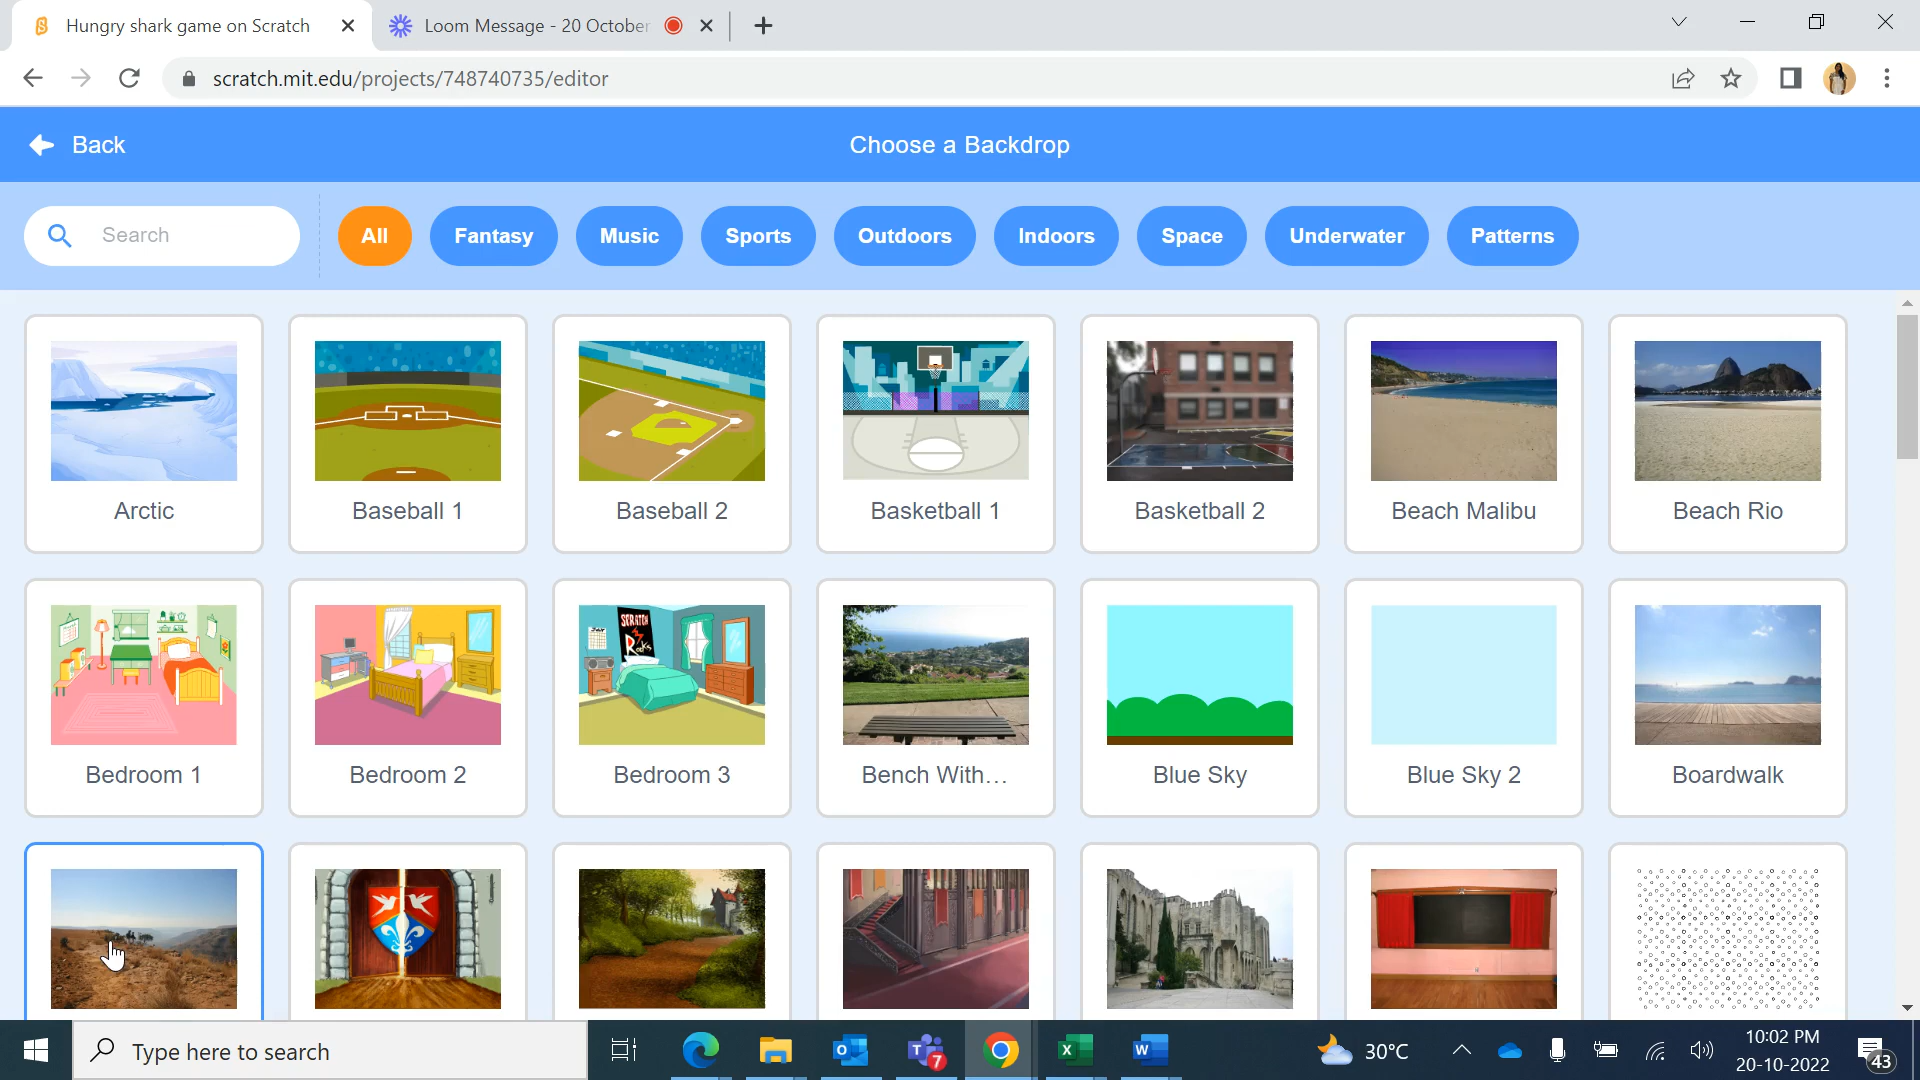 Hungry shark game on Scratch
Loom Message - 20 October
scratch.mit.edu/projects/748740735/editor
Back
Choose a Backdrop
Search
All
Fantasy
Music
Sports
Outdoors
Indoors
Space
Underwater
Patterns
Arctic
Baseball 1
Baseball 2
Basketball 1
Basketball 2
Beach Malibu
Beach Rio
SCRATCH
Rocks
Bedroom 1
Bedroom 2
Bedroom 3
Bench With...
Blue Sky
Blue Sky 2
Boardwalk
Type here to search
7
30°C
10:02 PM
20-10-2022
43